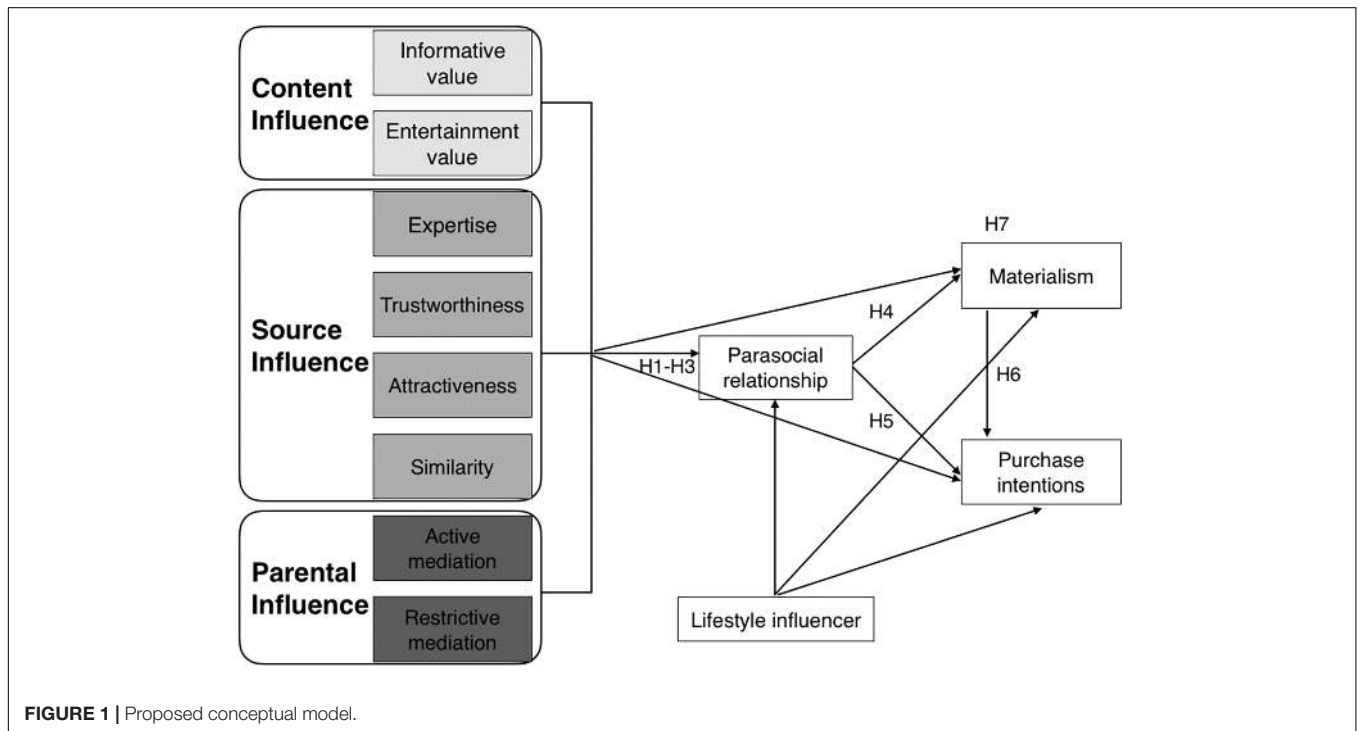 Content
Influence
Informative
value
Entertainment
value
Source
Influence
Expertise
Trustworthiness
Attractiveness
Similarity
Parental
Influence
Active
mediation
Restrictive
mediation
H1-H3
Parasocial
relationship
H4
H5
H7
Materialism
H6
Purchase
intentions
Lifestyle influencer
FIGURE 1 | Proposed conceptual model.